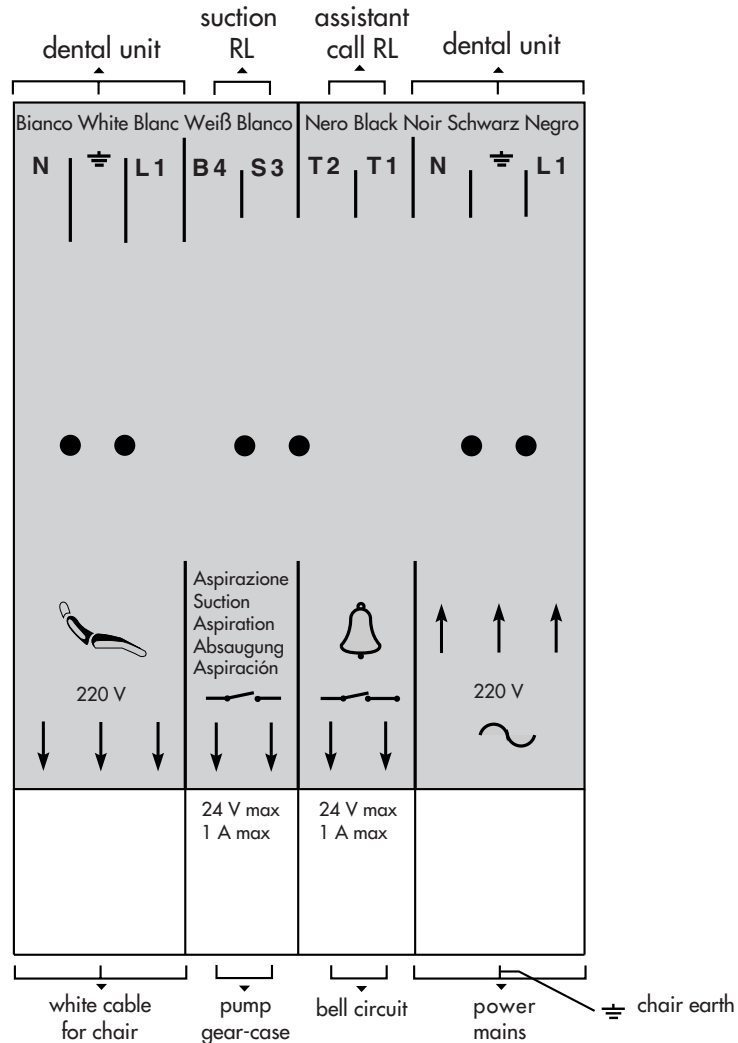 suction
RL
assistant
call RL
dental unit
dental unit
Bianco White Blanc Weiß Blanco
Nero Black Noir Schwarz Negro
N L1 B4 S3 T2 T1 N L1
Aspirazione
Suction
Aspiration
Absaugung
Aspiración
220 V
220 V
24 V max
1 A max
24 V max
1 A max
white cable
for chair
pump
gear-case
bell circuit
power
mains
chair earth